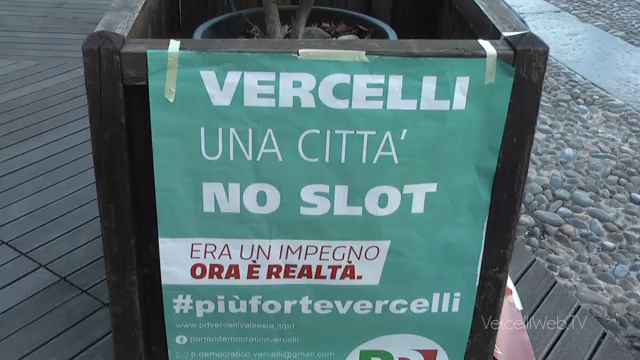 VERCELLI
UNA CITTA'
NO SLOT
ERA UN IMPEGNO
ORA È REALTÀ.
#piùfortevercelli
www.pdvercellivalsesia.it/pd
partitodemocraticovercelli
p.democratico.vercelli@gmail.com
PD
VercelliWeb.TV